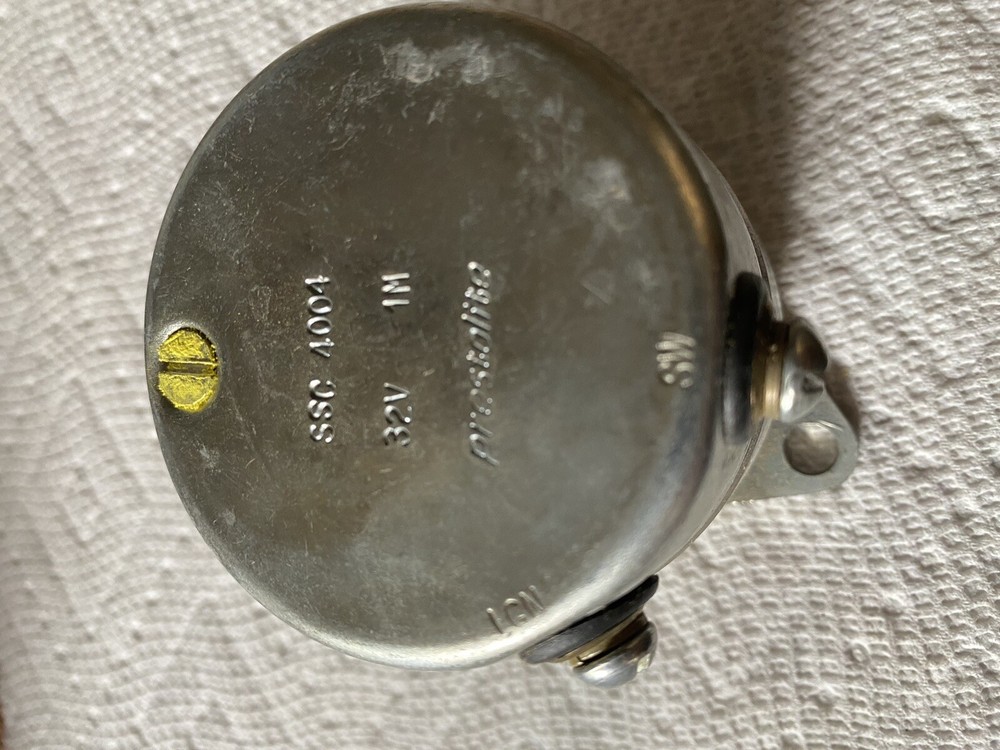 SSC 4004
32V 1M
prestolite
SW
IGN